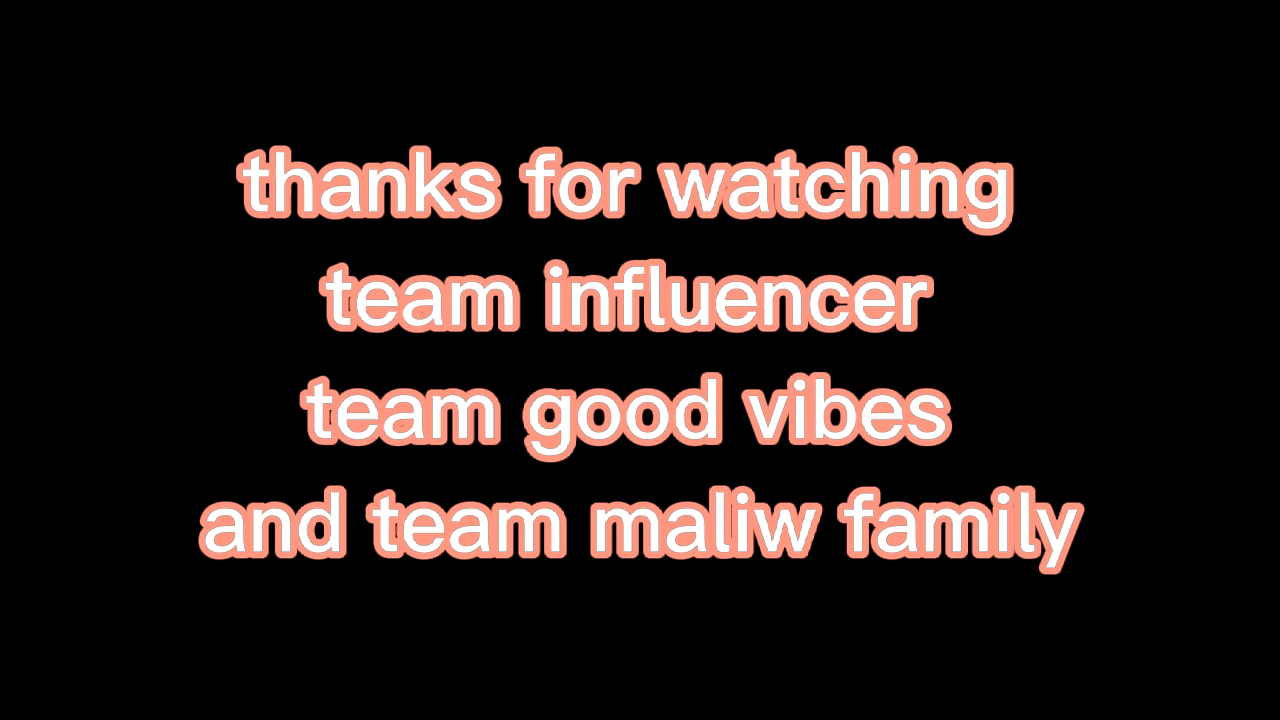 thanks for watching
team influencer
team good vibes
and team maliw family